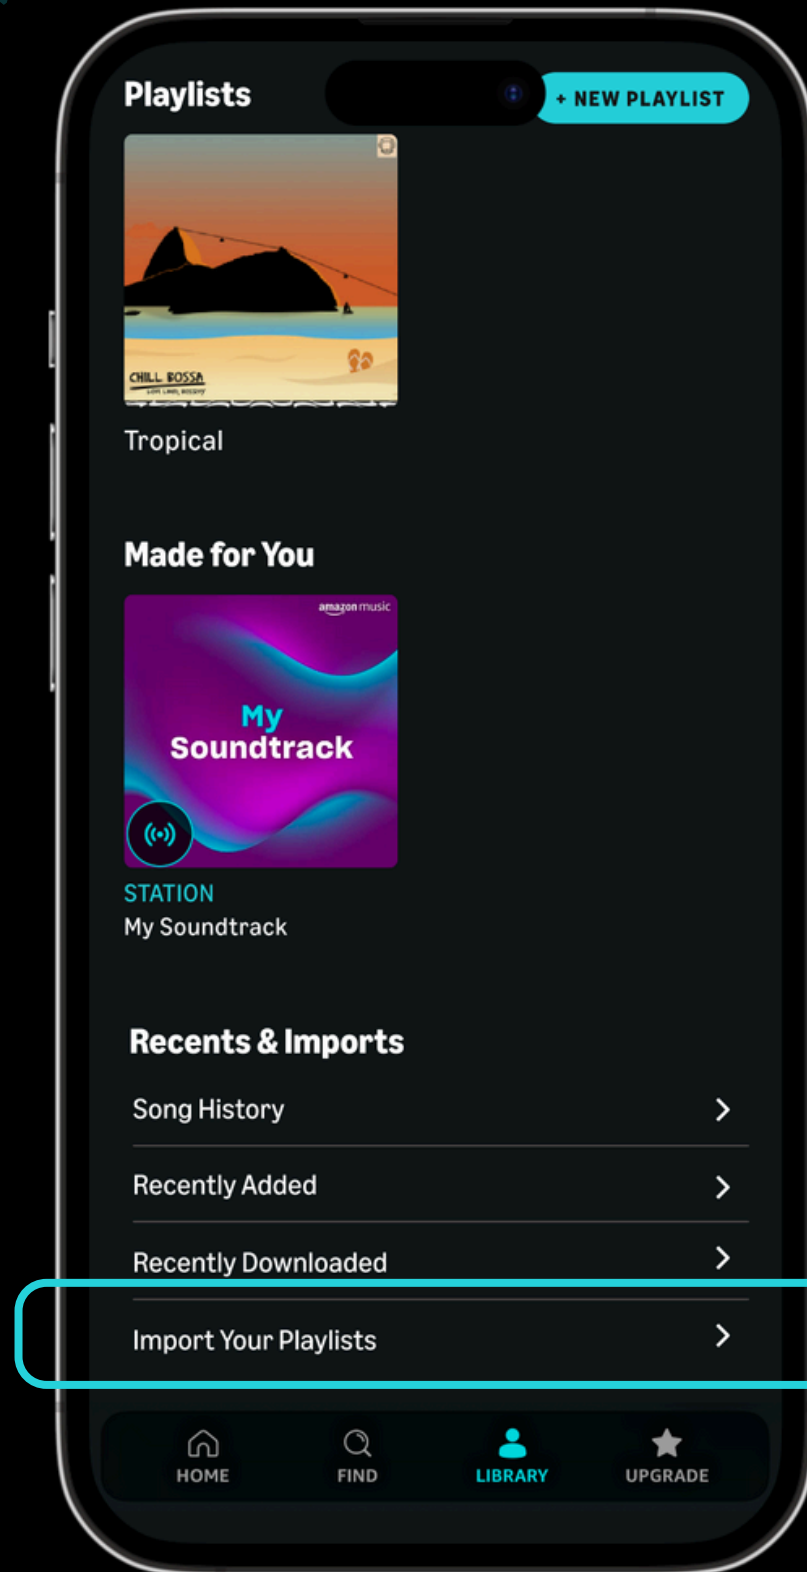 Playlists
+ NEW PLAYLIST
CHILL BOSSA
Tropical
Made for You
amazon music
My
Soundtrack
STATION
My Soundtrack
Recents & Imports
Song History
Recently Added
Recently Downloaded
Import Your Playlists
HOME
FIND
LIBRARY
UPGRADE